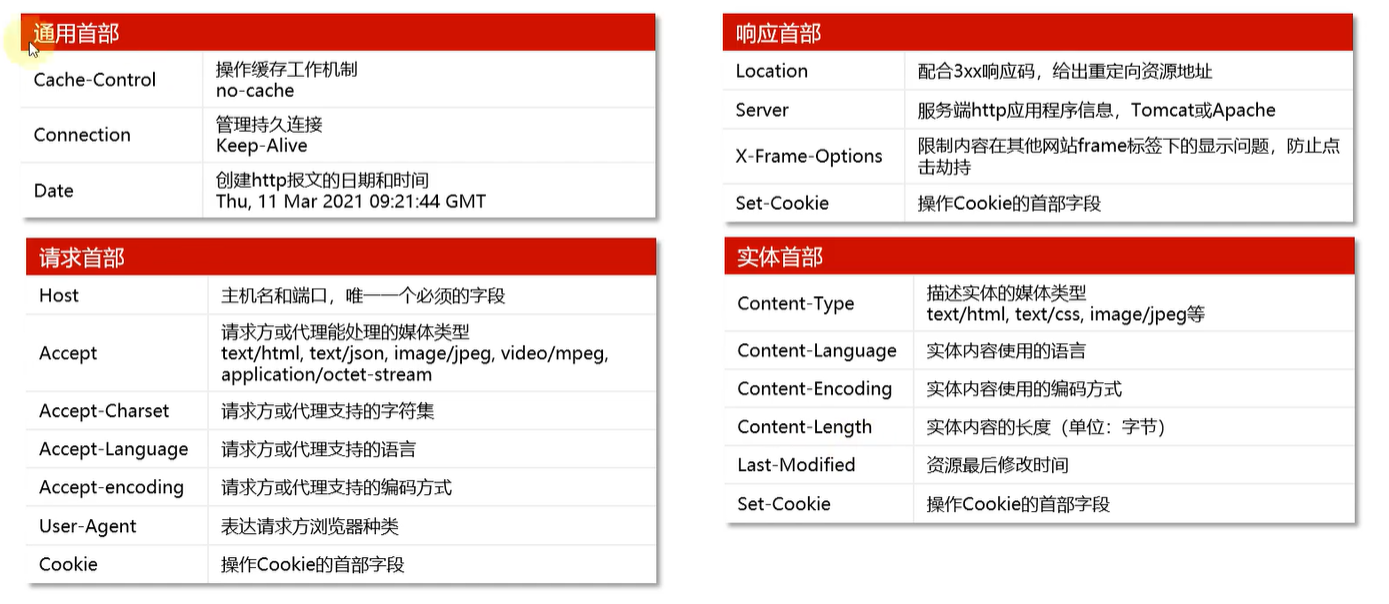 通用首部
Cache-Control
操作缓存工作机制
no-cache
Connection
管理持久连接
Keep-Alive
Date
创建http报文的日期和时间
Thu, 11 Mar 2021 09:21:44 GMT
请求首部
Host
主机名和端口，唯一一个必须的字段
Accept
请求方或代理能处理的媒体类型
text/html, text/json, image/jpeg, video/mpeg,
application/octet-stream
Accept-Charset
请求方或代理支持的字符集
Accept-Language
请求方或代理支持的语言
Accept-encoding
请求方或代理支持的编码方式
User-Agent
表达请求方浏览器种类
Cookie
操作Cookie的首部字段
响应首部
Location
配合3xx响应码，给出重定向资源地址
Server
服务端http应用程序信息，Tomcat或Apache
X-Frame-Options
限制内容在其他网站frame标签下的显示问题，防止点
击劫持
Set-Cookie
操作Cookie的首部字段
实体首部
Content-Type
描述实体的媒体类型
text/html, text/css, image/jpeg等
Content-Language
实体内容使用的语言
Content-Encoding
实体内容使用的编码方式
Content-Length
实体内容的长度（单位：字节）
Last-Modified
资源最后修改时间
Set-Cookie
操作Cookie的首部字段